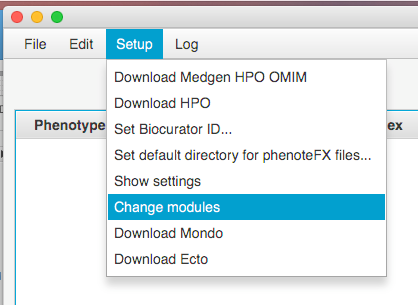 File Edit Setup Log
Download Medgen HPO OMIM
Download HPO
Set Biocurator ID...
Set default directory for phenoteFX files...
Show settings
Change modules
Download Mondo
Download Ecto
Phenotype
ex